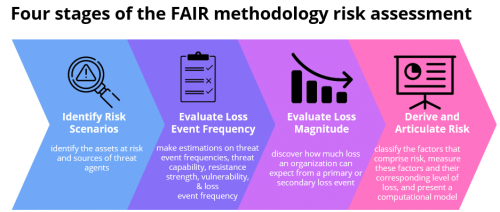 Four stages of the FAIR methodology risk assessment
Identify Risk
Scenarios
identify the assets at risk
and sources of threat
agents
Evaluate Loss
Event Frequency
make estimations on threat
event frequencies, threat
capability, resistance
strength, vulnerability,
& loss
event frequency
Evaluate Loss
Magnitude
discover how much loss
an organization can
expect from a primary or
secondary loss event
Derive and
Articulate Risk
classify the factors that
comprise risk, measure
these factors and their
corresponding level of
loss, and present a
computational model